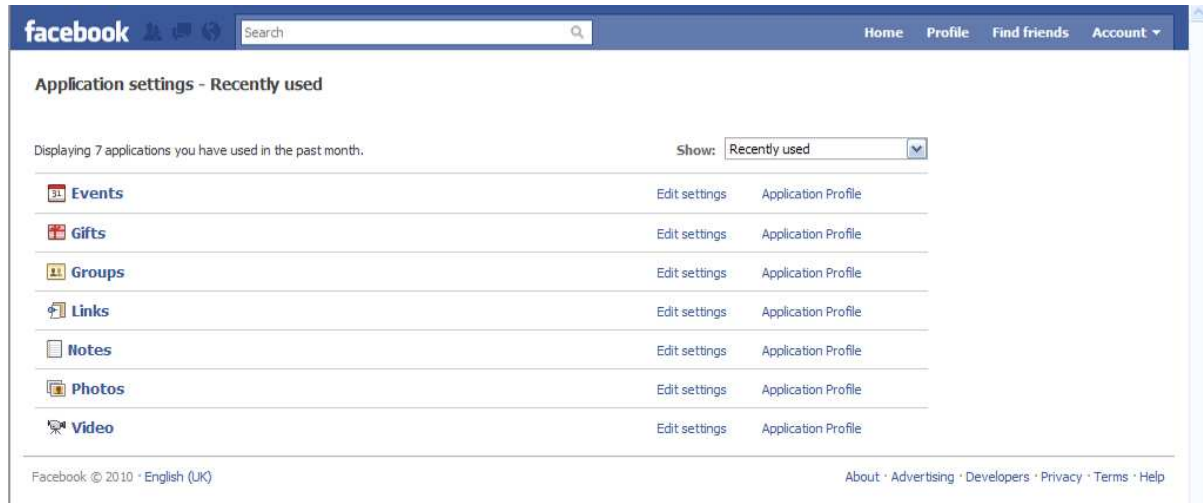 facebook Search Home Profile Find friends Account
Application settings - Recently used
Displaying 7 applications you have used in the past month. Show: Recently used
31 Events Edit settings Application Profile
Gifts Edit settings Application Profile
Groups Edit settings Application Profile
Links Edit settings Application Profile
Notes Edit settings Application Profile
Photos Edit settings Application Profile
Video Edit settings Application Profile
Facebook © 2010 · English (UK) About · Advertising · Developers · Privacy · Terms · Help